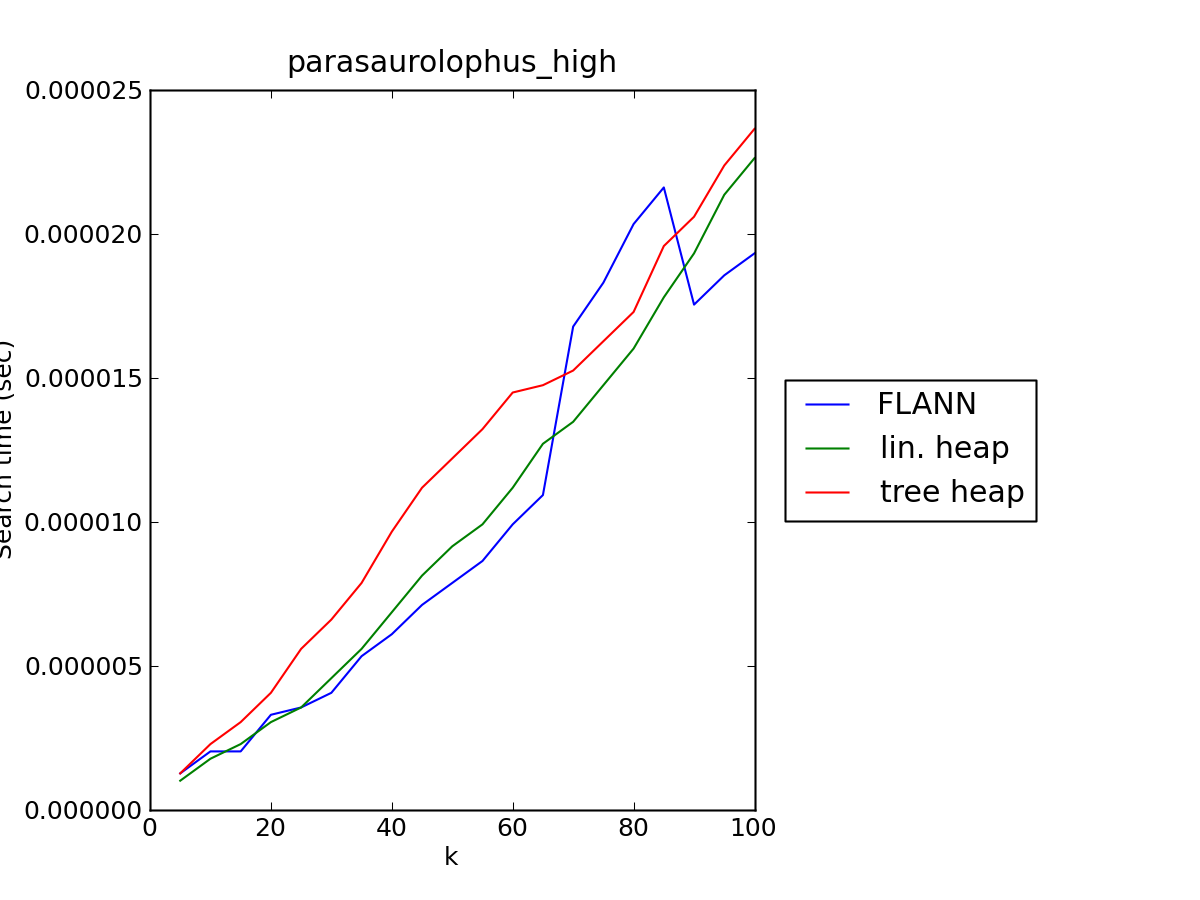 parasaurolophus_high
0.000025
0.000020
0.000015
0.000010
0.000005
0.000000
Search time (sec)
0 20 40 60 80 100
k
FLANN
lin. heap
tree heap